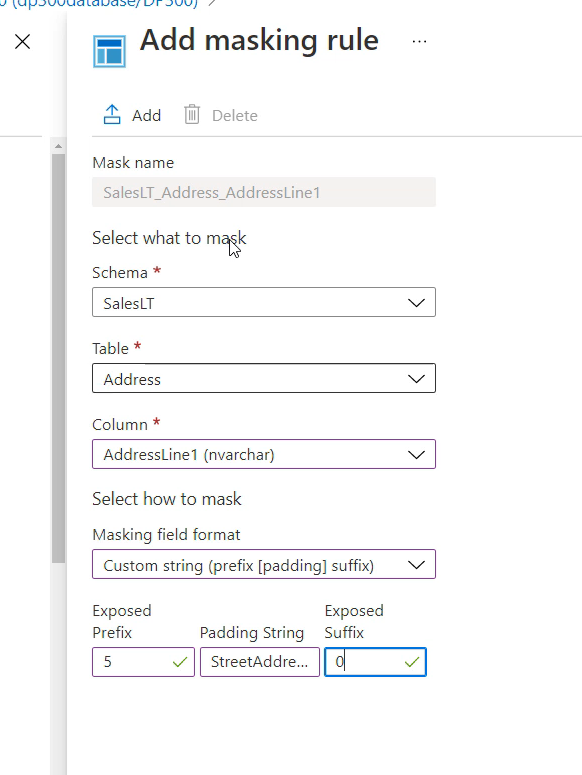 (dp300database/DP300)
Add masking rule
Add Delete
Mask name
SalesLT_Address_AddressLine1
Select what to mask
Schema *
SalesLT
Table *
Address
Column *
AddressLine1 (nvarchar)
Select how to mask
Masking field format
Custom string (prefix [padding] suffix)
Exposed Prefix
Padding String
Exposed Suffix
5
StreetAddre...
0